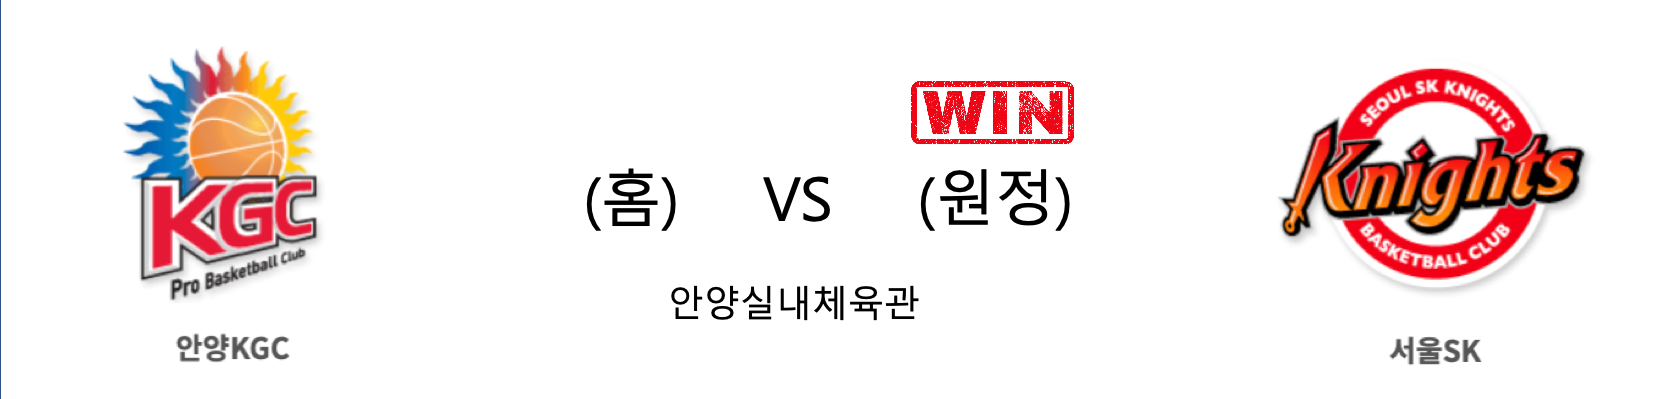 KGC
Pro Basketball Club
안양KGC
WIN
(홈) VS (원정)
안양실내체육관
SEOUL SK KNIGHTS
Knights
BASKETBALL CLUB
서울SK